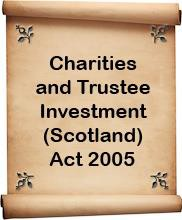 Charities
and Trustee
Investment
(Scotland)
Act 2005